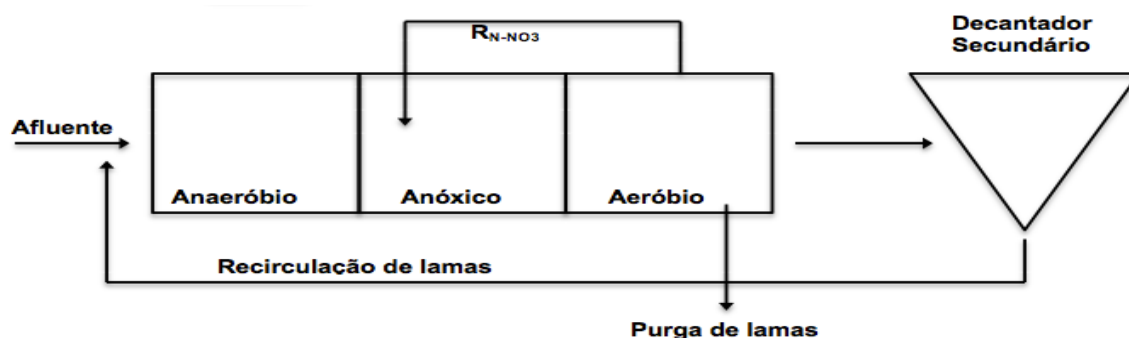 R_N-NO3
Decantador
Secundário
Afluente
Anaeróbio
Anóxico
Aeróbio
Recirculação de lamas
Purga de lamas